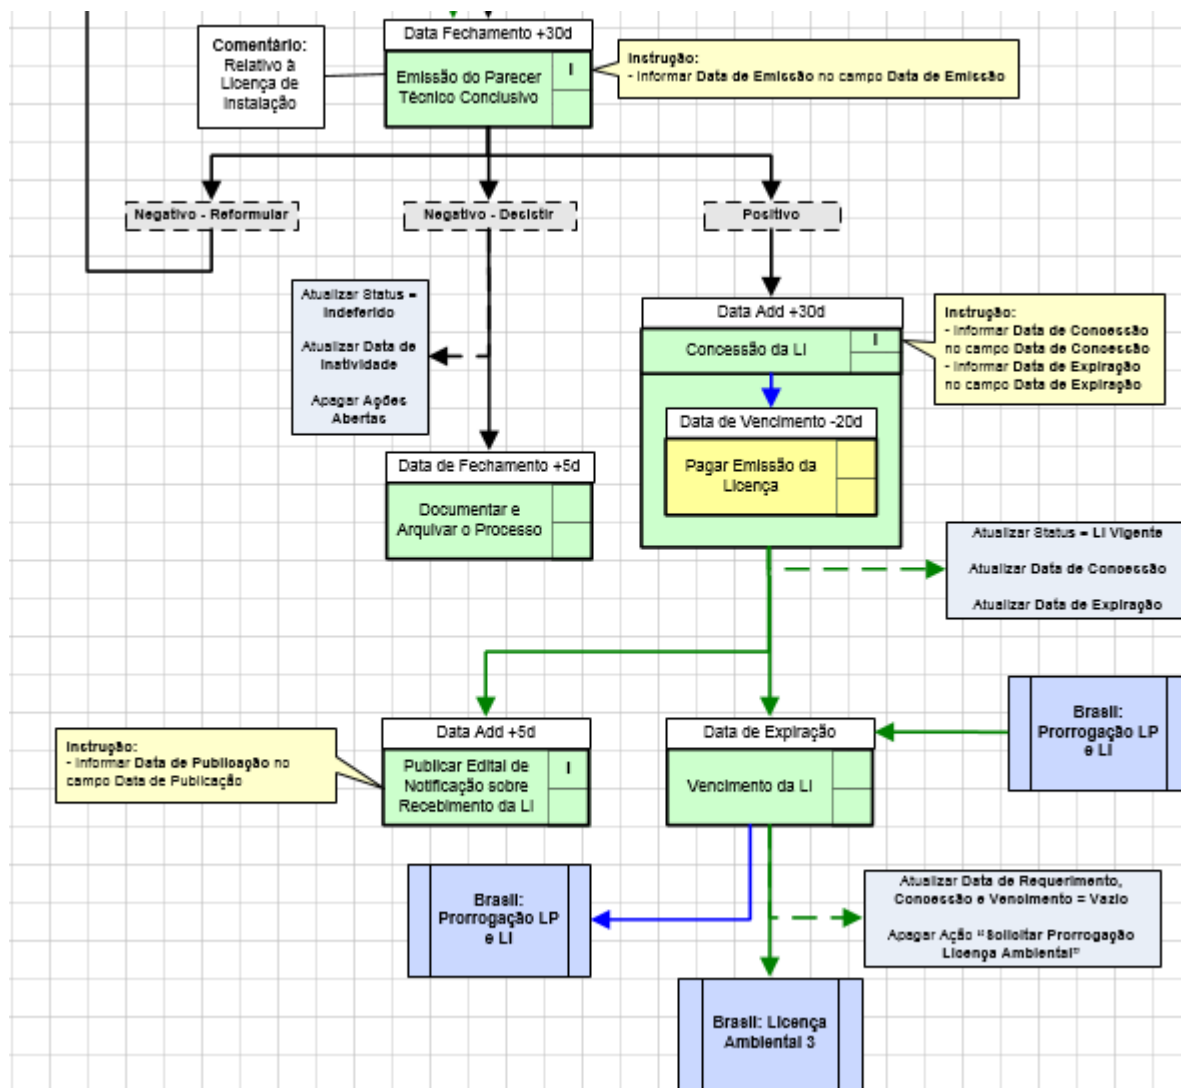 Data Fechamento +30d
Comentário:
Relativo à
Licença de
Instalação
Emissão do Parecer
Técnico Conclusivo
I
Instrução:
- Informar Data de Emissão no campo Data de Emissão
Negativo - Reformular
Negativo - Desistir
Positivo
Atualizar Status =
Indeferido
Atualizar Data de
Inatividade
Apagar Ações
Abertas
Data Add +30d
Concessão da LI
I
Instrução:
- Informar Data de Concessão
no campo Data de Concessão
- Informar Data de Expiração
no campo Data de Expiração
Data de Vencimento -20d
Pagar Emissão da
Licença
Data de Fechamento +5d
Documentar e
Arquivar o Processo
Atualizar Status = LI Vigente
Atualizar Data de Concessão
Atualizar Data de Expiração
Data Add +5d
Publicar Edital de
Notificação sobre
Recebimento da LI
I
Instrução:
- Informar Data de Publicação no
campo Data de Publicação
Data de Expiração
Vencimento da LI
Brasil:
Prorrogação LP
e LI
Brasil:
Prorrogação LP
e LI
Atualizar Data de Requerimento,
Concessão e Vencimento = Vazio
Apagar Ação “Solicitar Prorrogação
Licença Ambiental”
Brasil: Licença
Ambiental 3